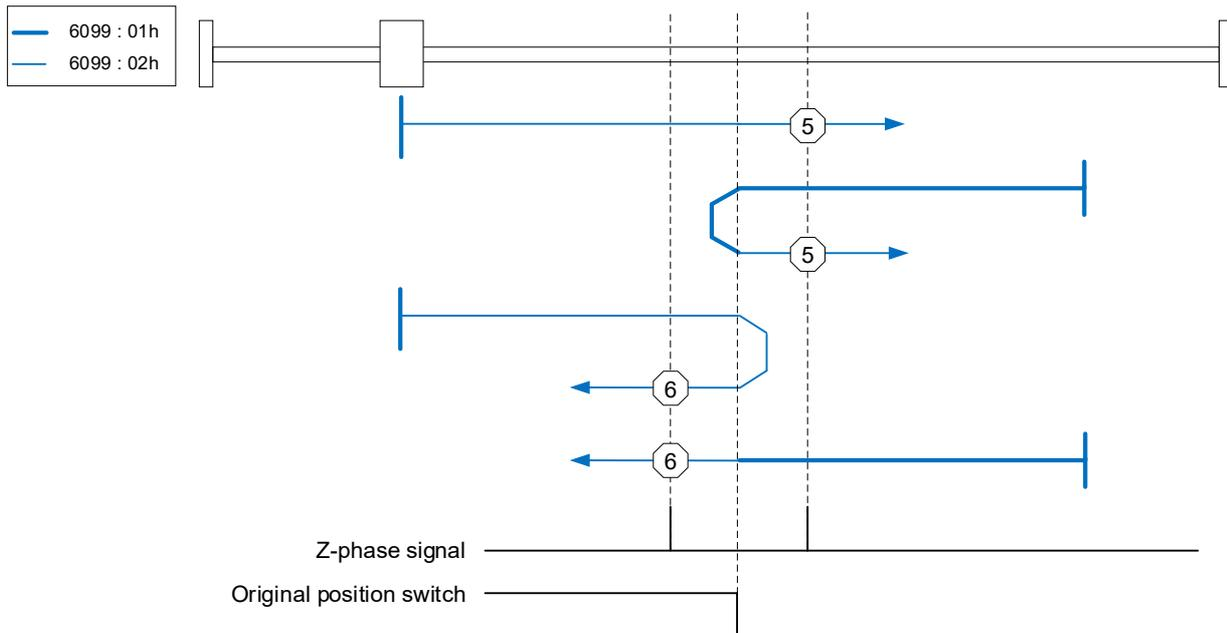 6099 : 01h
6099 : 02h
5
5
6
6
Z-phase signal
Original position switch